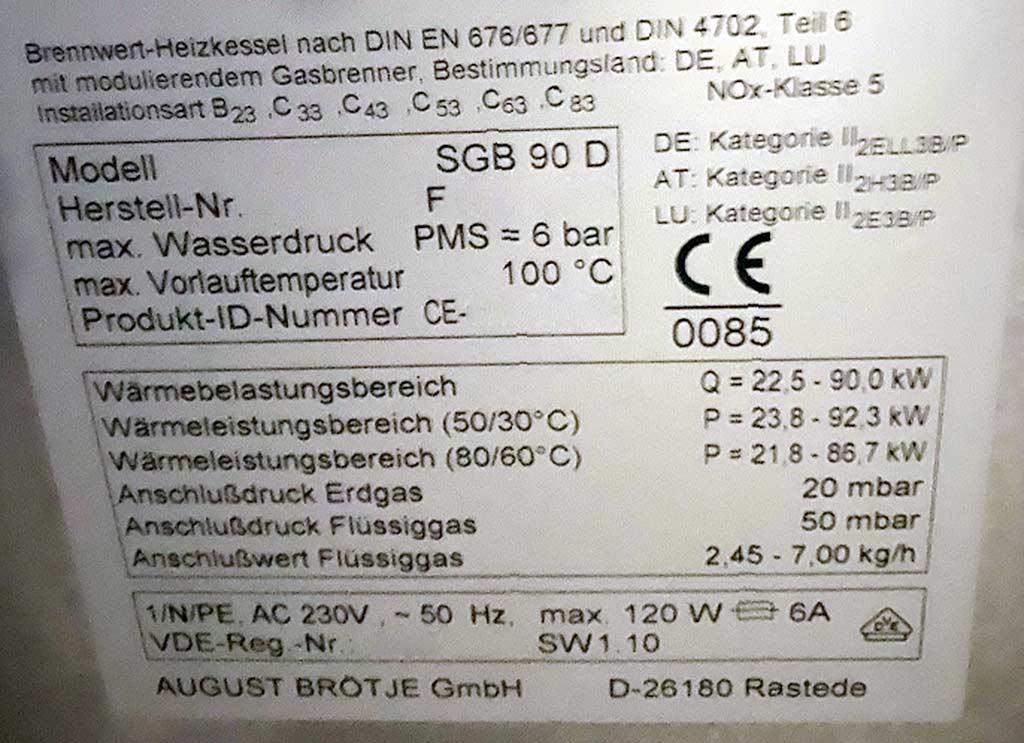 Brennwert-Heizkessel nach DIN EN 676/677 und DIN 4702, Teil 6
mit modulierendem Gasbrenner, Bestimmungsland: DE, AT, LU
Installationsart B23 ,C33 ,C43 ,C53 ,C63 ,C83 NOx-Klasse 5
Modell SGB 90 D
Herstell-Nr. F
max. Wasserdruck PMS = 6 bar
max. Vorlauftemperatur 100 °C
Produkt-ID-Nummer CE-
DE: Kategorie II2ELL3B/P
AT: Kategorie II2H3B/P
LU: Kategorie II2E3B/P
CE
0085
Wärmebelastungsbereich Q = 22,5 - 90,0 kW
Wärmeleistungsbereich (50/30°C) P = 23,8 - 92,3 kW
Wärmeleistungsbereich (80/60°C) P = 21,8 - 86,7 kW
Anschlußdruck Erdgas 20 mbar
Anschlußdruck Flüssiggas 50 mbar
Anschlußwert Flüssiggas 2,45 - 7,00 kg/h
1/N/PE, AC 230V , ~ 50 Hz, max. 120 W 6A
VDE-Reg.-Nr.: SW1.10
DVE
AUGUST BRÖTJE GmbH D-26180 Rastede